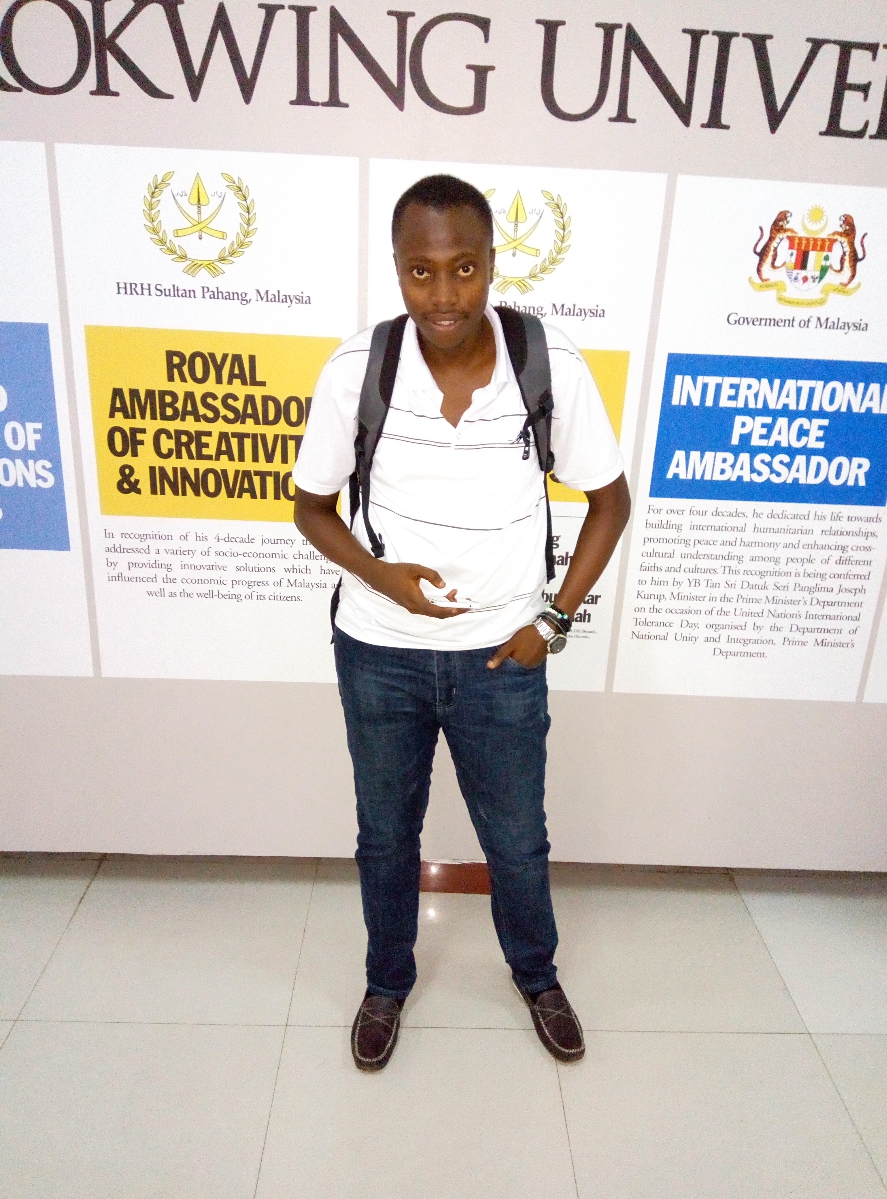 OKWING UNIVE
HRH Sultan Pahang, Malaysia
Pahang, Malaysia
Goverment of Malaysia
OF
ONS
ROYAL
AMBASSADOR
OF CREATIVIT
& INNOVATIO
INTERNATIONAL
PEACE
AMBASSADOR
In recognition of his 4-decade journey th
addressed a variety of socio-economic challeng
by providing innovative solutions which have
influenced the economic progress of Malaysia a
well as the well-being of its citizens.
For over four decades, he dedicated his life towards
building international humanitarian relationships,
promoting peace and harmony and enhancing cross-
cultural understanding among people of different
faiths and cultures. This recognition is being conferred
to him by YB Tan Sri Datuk Seri Panglima Joseph
Kurup, Minister in the Prime Minister's Department
on the occasion of the United Nation's International
Tolerance Day, organised by the Department of
National Unity and Integration, Prime Minister's
Department.